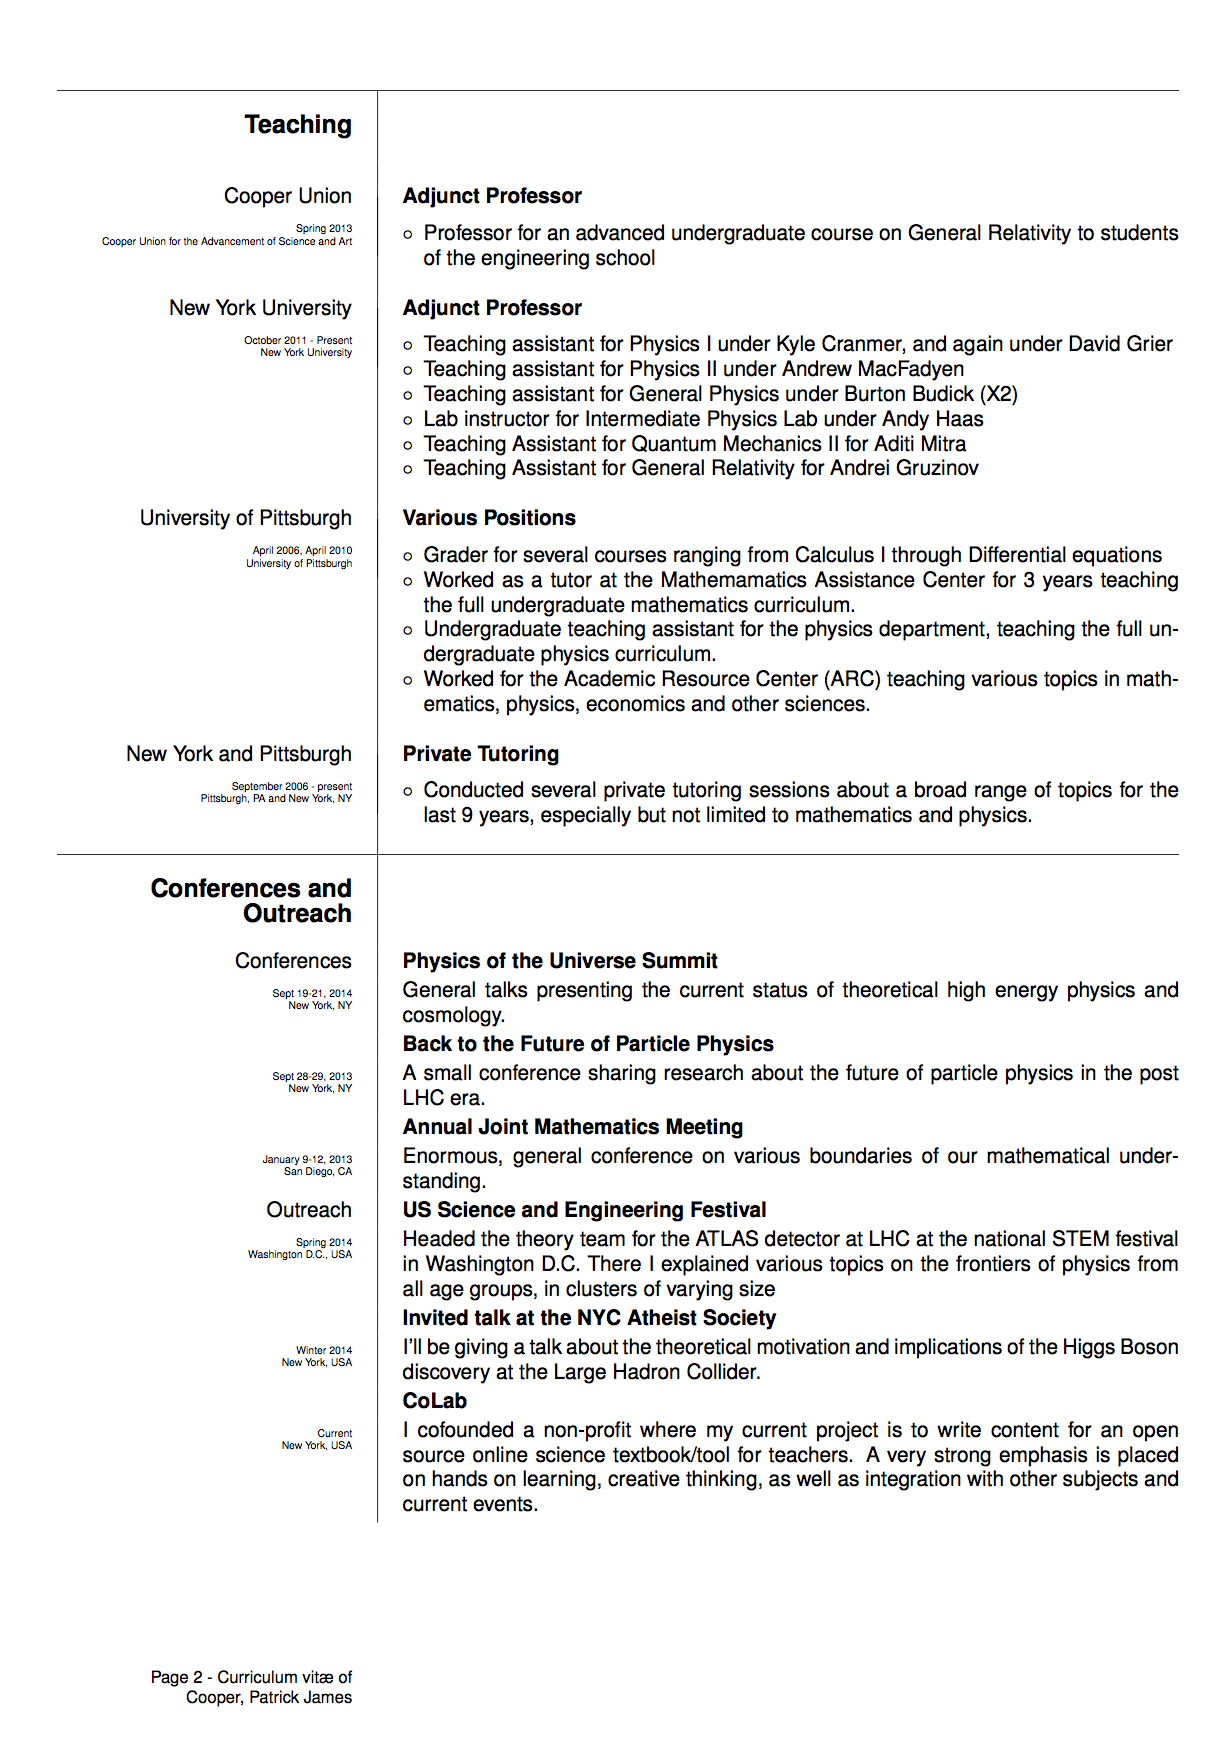 Teaching
Cooper Union
Spring 2013
Cooper Union for the Advancement of Science and Art
Adjunct Professor
○ Professor for an advanced undergraduate course on General Relativity to students
of the engineering school
New York University
October 2011 - Present
New York University
Adjunct Professor
○ Teaching assistant for Physics I under Kyle Cranmer, and again under David Grier
○ Teaching assistant for Physics II under Andrew MacFadyen
○ Teaching assistant for General Physics under Burton Budick (X2)
○ Lab instructor for Intermediate Physics Lab under Andy Haas
○ Teaching Assistant for Quantum Mechanics II for Aditi Mitra
○ Teaching Assistant for General Relativity for Andrei Gruzinov
University of Pittsburgh
April 2006, April 2010
University of Pittsburgh
Various Positions
○ Grader for several courses ranging from Calculus I through Differential equations
○ Worked as a tutor at the Mathemamatics Assistance Center for 3 years teaching
the full undergraduate mathematics curriculum.
○ Undergraduate teaching assistant for the physics department, teaching the full un-
dergraduate physics curriculum.
○ Worked for the Academic Resource Center (ARC) teaching various topics in math-
ematics, physics, economics and other sciences.
New York and Pittsburgh
September 2006 - present
Pittsburgh, PA and New York, NY
Private Tutoring
○ Conducted several private tutoring sessions about a broad range of topics for the
last 9 years, especially but not limited to mathematics and physics.
Conferences and
Outreach
Conferences
Physics of the Universe Summit
Sept 19-21, 2014
New York, NY
General talks presenting the current status of theoretical high energy physics and
cosmology.
Back to the Future of Particle Physics
Sept 28-29, 2013
New York, NY
A small conference sharing research about the future of particle physics in the post
LHC era.
Annual Joint Mathematics Meeting
January 9-12, 2013
San Diego, CA
Enormous, general conference on various boundaries of our mathematical under-
standing.
Outreach
US Science and Engineering Festival
Spring 2014
Washington D.C., USA
Headed the theory team for the ATLAS detector at LHC at the national STEM festival
in Washington D.C. There I explained various topics on the frontiers of physics from
all age groups, in clusters of varying size
Invited talk at the NYC Atheist Society
Winter 2014
New York, USA
I'll be giving a talk about the theoretical motivation and implications of the Higgs Boson
discovery at the Large Hadron Collider.
CoLab
Current
New York, USA
I cofounded a non-profit where my current project is to write content for an open
source online science textbook/tool for teachers. A very strong emphasis is placed
on hands on learning, creative thinking, as well as integration with other subjects and
current events.
Page 2 - Curriculum vitæ of
Cooper, Patrick James